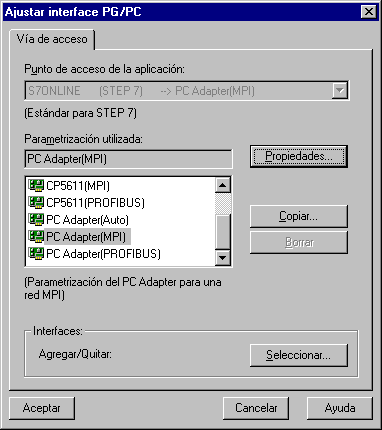 Ajustar interface PG/PC
Vía de acceso
Punto de acceso de la aplicación:
S7ONLINE (STEP 7) --> PC Adapter(MPI)
(Estándar para STEP 7)
Parametrización utilizada:
PC Adapter(MPI)
Propiedades...
CP5611(MPI)
CP5611(PROFIBUS)
PC Adapter(Auto)
PC Adapter(MPI)
PC Adapter(PROFIBUS)
Copiar...
Borrar
(Parametrización del PC Adapter para una
red MPI)
Interfaces:
Agregar/Quitar:
Seleccionar...
Aceptar
Cancelar
Ayuda